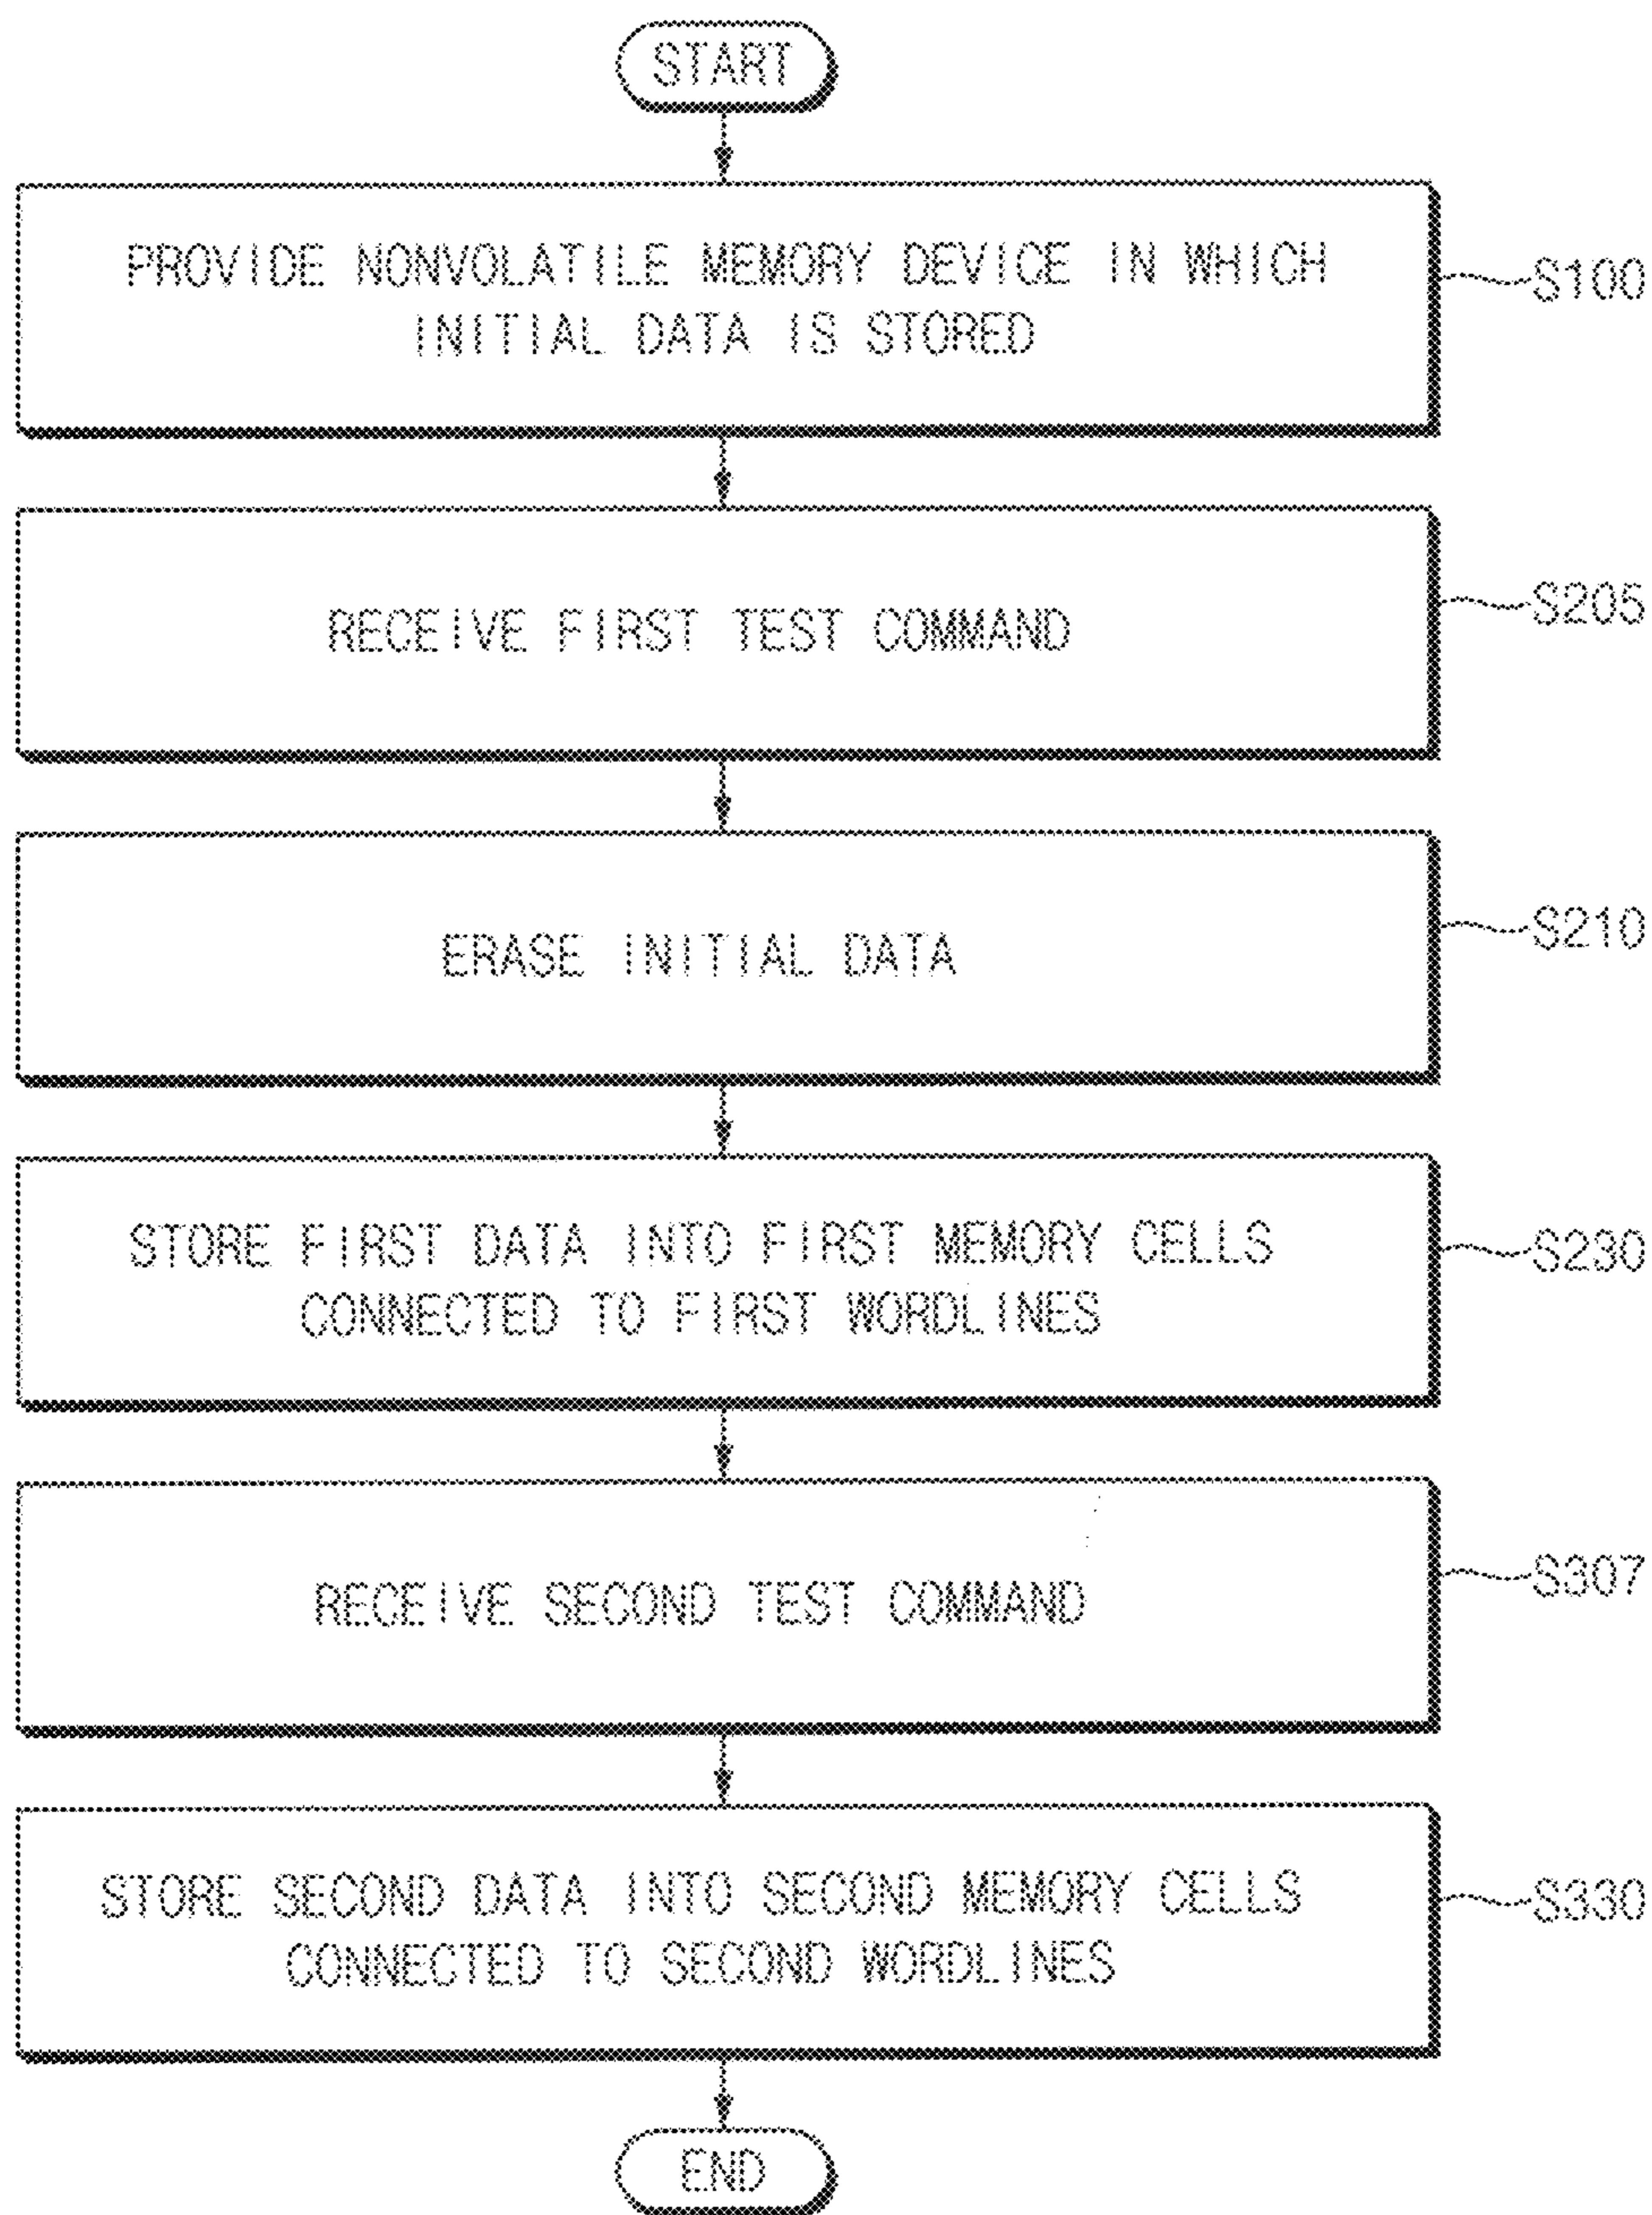 START
PROVIDE NONVOLATILE MEMORY DEVICE IN WHICH
INITIAL DATA IS STORED
S100
RECEIVE FIRST TEST COMMAND
S205
ERASE INITIAL DATA
S210
STORE FIRST DATA INTO FIRST MEMORY CELLS
CONNECTED TO FIRST WORDLINES
S230
RECEIVE SECOND TEST COMMAND
S307
STORE SECOND DATA INTO SECOND MEMORY CELLS
CONNECTED TO SECOND WORDLINES
S330
END